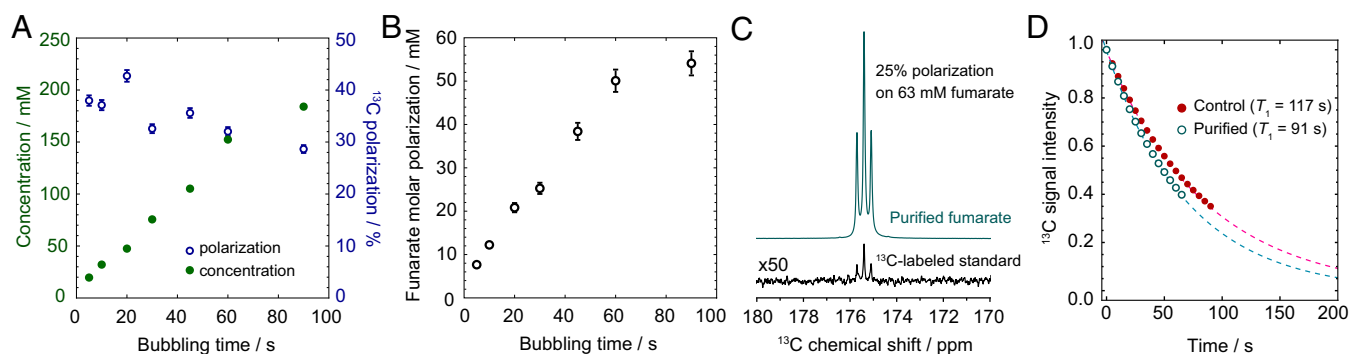 A
Concentration / mM
250
200
150
100
50
0
50
40
30
20
10
0
¹³C polarization / %
polarization
concentration
0 20 40 60 80 100
Bubbling time / s
B
Funarate molar polarization / mM
60
50
40
30
20
10
0
0 20 40 60 80 100
Bubbling time / s
C
25% polarization
on 63 mM fumarate
Purified fumarate
x50
¹³C-labeled standard
180 178 176 174 172 170
¹³C chemical shift / ppm
D
¹³C signal intensity
1.0
0.8
0.6
0.4
0.2
0.0
Control (T₁ = 117 s)
Purified (T₁ = 91 s)
0 50 100 150 200
Time / s